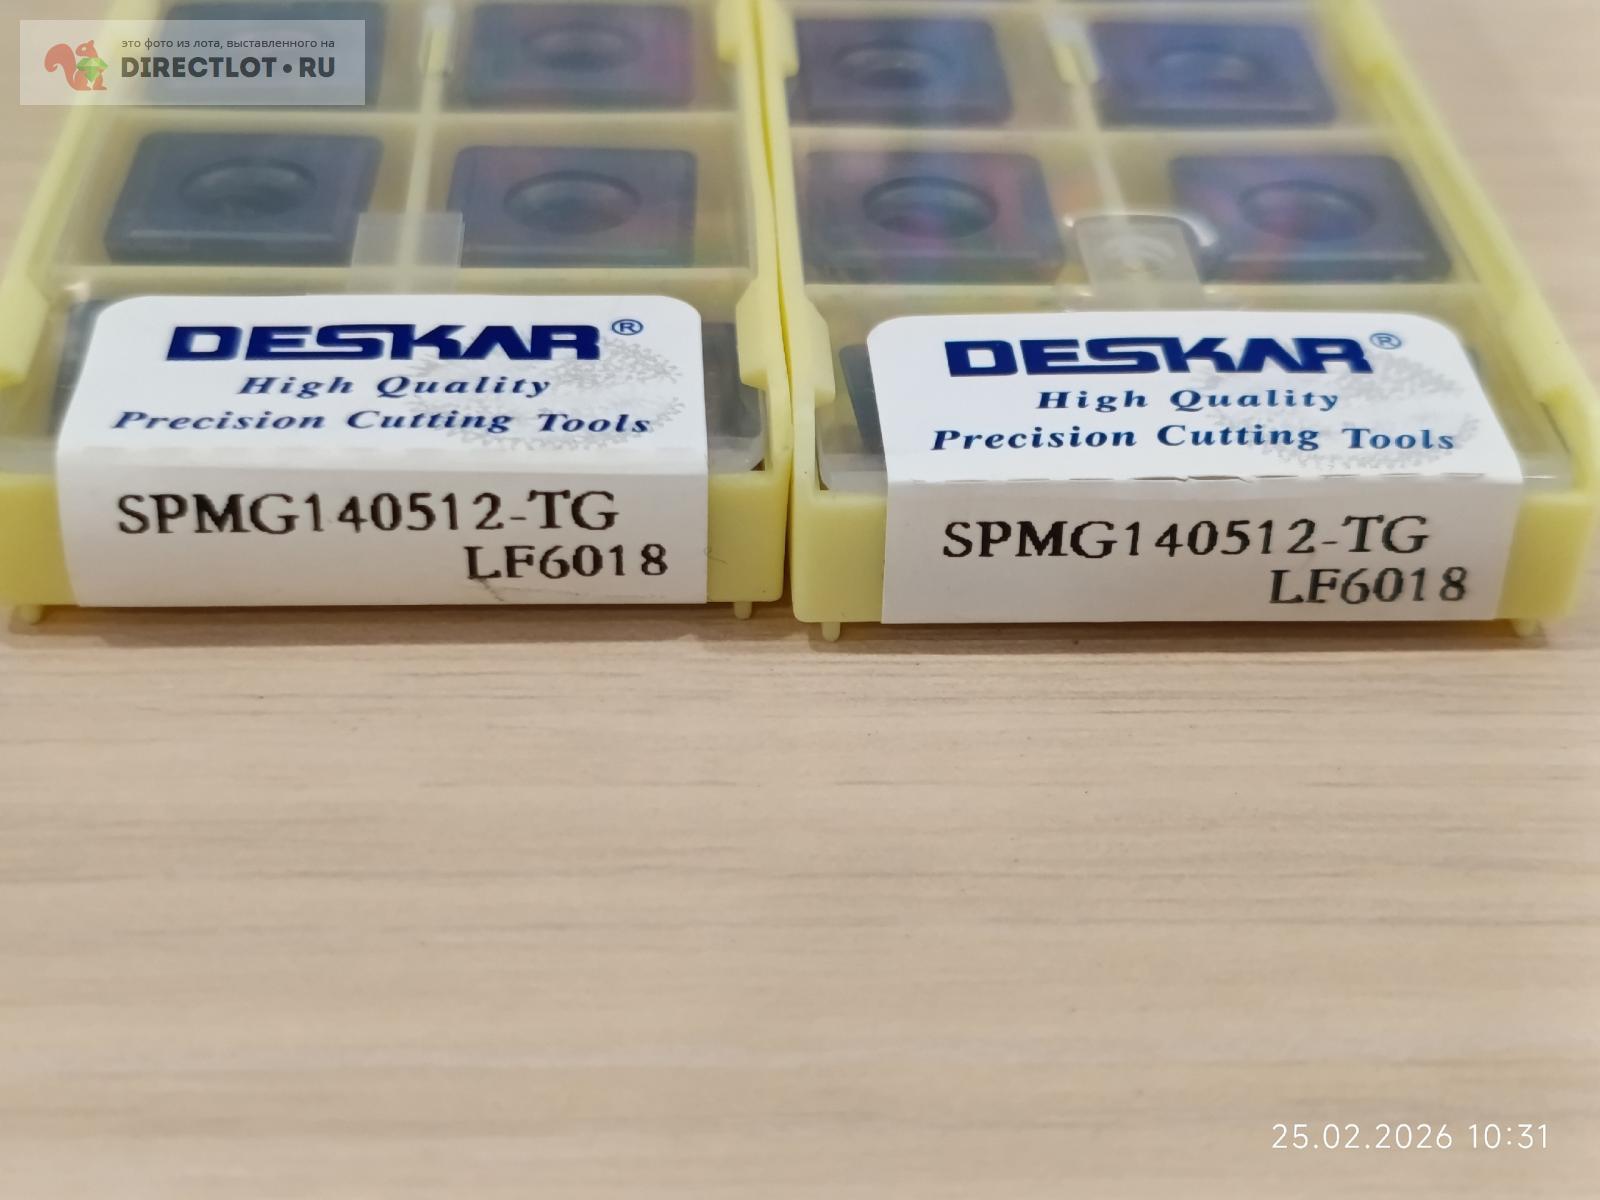 это фото из лота, выставленного на
DIRECTLOT•RU
DESKAR®
High Quality
Precision Cutting Tools
SPMG140512-TG
LF6018
DESKAR®
High Quality
Precision Cutting Tools
SPMG140512-TG
LF6018
25.02.2026 10:31